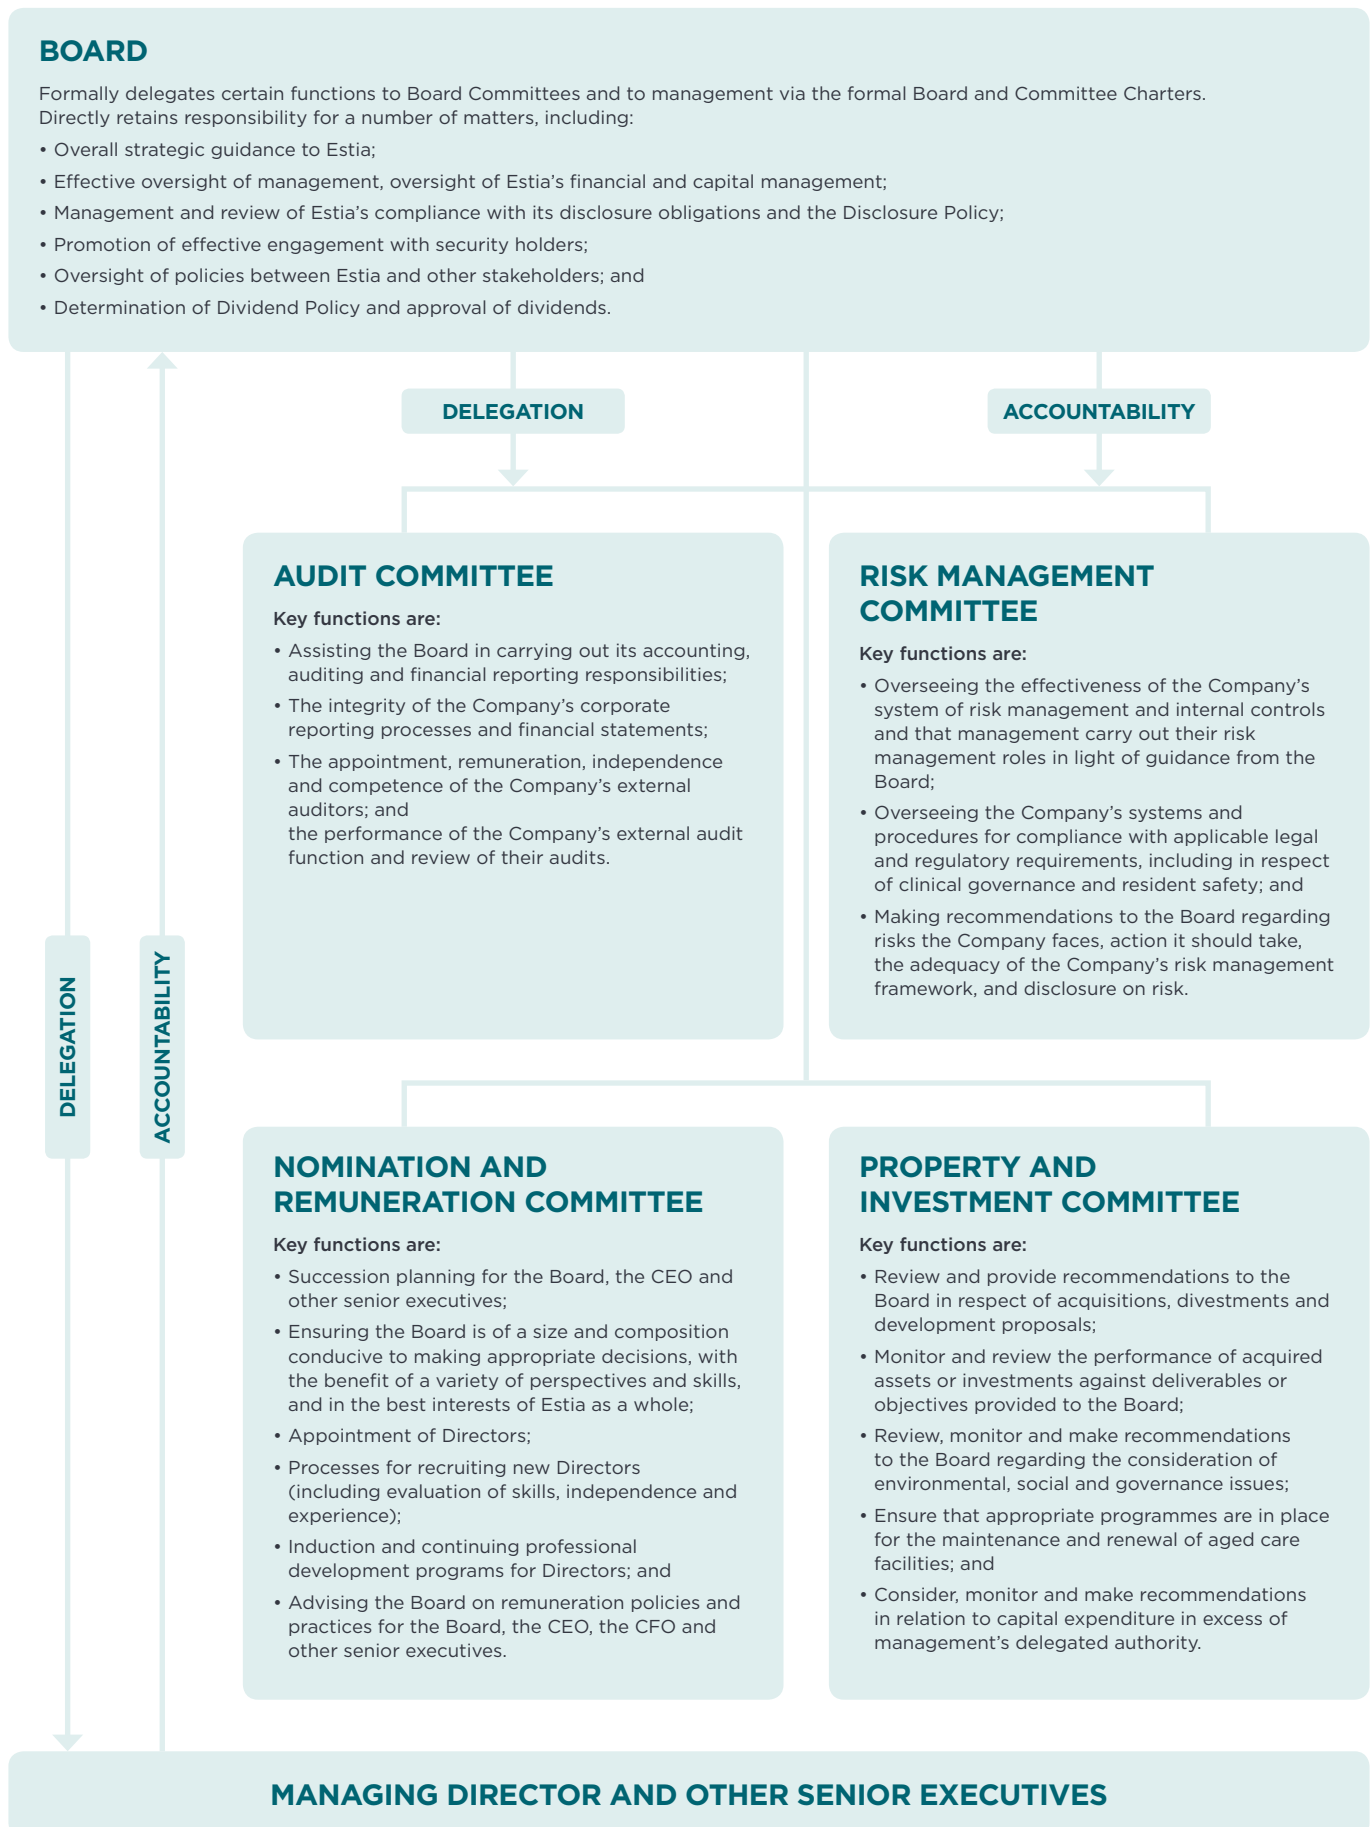 BOARD
Formally delegates certain functions to Board Committees and to management via the formal Board and Committee Charters.
Directly retains responsibility for a number of matters, including:
• Overall strategic guidance to Estia;
• Effective oversight of management, oversight of Estia’s financial and capital management;
• Management and review of Estia’s compliance with its disclosure obligations and the Disclosure Policy;
• Promotion of effective engagement with security holders;
• Oversight of policies between Estia and other stakeholders; and
• Determination of Dividend Policy and approval of dividends.
DELEGATION
ACCOUNTABILITY
AUDIT COMMITTEE
Key functions are:
• Assisting the Board in carrying out its accounting,
auditing and financial reporting responsibilities;
• The integrity of the Company’s corporate
reporting processes and financial statements;
• The appointment, remuneration, independence
and competence of the Company’s external
auditors; and
the performance of the Company’s external audit
function and review of their audits.
RISK MANAGEMENT
COMMITTEE
Key functions are:
• Overseeing the effectiveness of the Company’s
system of risk management and internal controls
and that management carry out their risk
management roles in light of guidance from the
Board;
• Overseeing the Company’s systems and
procedures for compliance with applicable legal
and regulatory requirements, including in respect
of clinical governance and resident safety; and
• Making recommendations to the Board regarding
risks the Company faces, action it should take,
the adequacy of the Company’s risk management
framework, and disclosure on risk.
DELEGATION
ACCOUNTABILITY
NOMINATION AND
REMUNERATION COMMITTEE
Key functions are:
• Succession planning for the Board, the CEO and
other senior executives;
• Ensuring the Board is of a size and composition
conducive to making appropriate decisions, with
the benefit of a variety of perspectives and skills,
and in the best interests of Estia as a whole;
• Appointment of Directors;
• Processes for recruiting new Directors
(including evaluation of skills, independence and
experience);
• Induction and continuing professional
development programs for Directors; and
• Advising the Board on remuneration policies and
practices for the Board, the CEO, the CFO and
other senior executives.
PROPERTY AND
INVESTMENT COMMITTEE
Key functions are:
• Review and provide recommendations to the
Board in respect of acquisitions, divestments and
development proposals;
• Monitor and review the performance of acquired
assets or investments against deliverables or
objectives provided to the Board;
• Review, monitor and make recommendations
to the Board regarding the consideration of
environmental, social and governance issues;
• Ensure that appropriate programmes are in place
for the maintenance and renewal of aged care
facilities; and
• Consider, monitor and make recommendations
in relation to capital expenditure in excess of
management’s delegated authority.
MANAGING DIRECTOR AND OTHER SENIOR EXECUTIVES